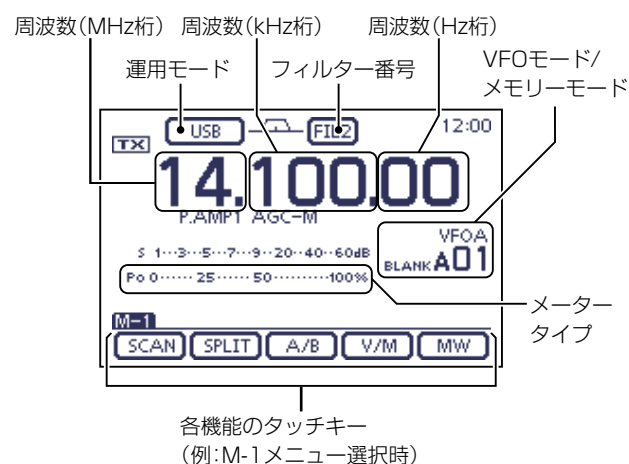 周波数(MHz桁) 周波数(kHz桁) 周波数(Hz桁)
運用モード フィルター番号
VFOモード/
メモリーモード
USB FIL2 12:00
TX
14.100.00
P.AMP1 AGC-M
VFOA
S 1···3···5···7···9··20··40··60dB
BLANK A01
Po 0······ 25······ 50··········100%
メーター
タイプ
M-1
SCAN SPLIT A/B V/M MW
各機能のタッチキー
(例:M-1メニュー選択時)